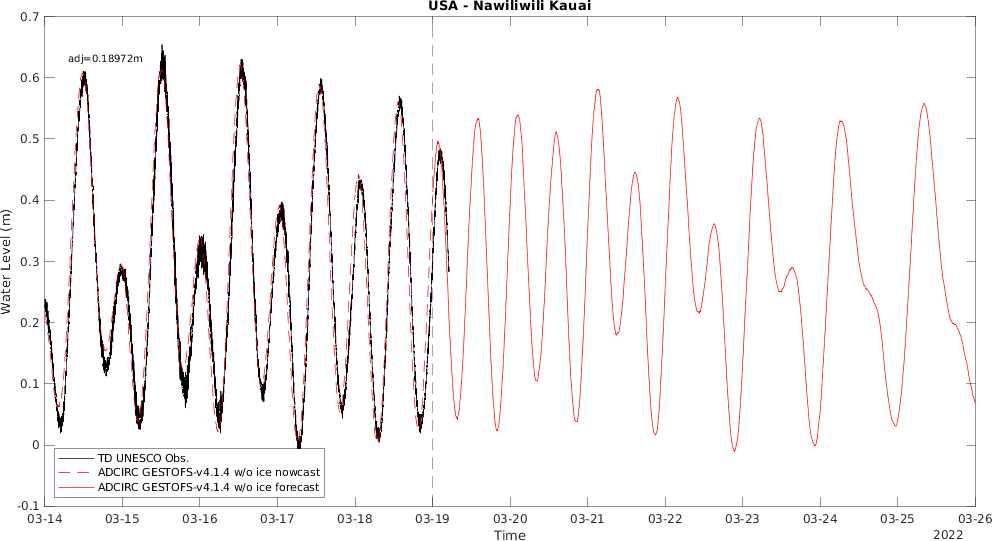 USA - Nawiliwili Kauai
adj=0.18972m
0.7
0.6
0.5
0.4
0.3
0.2
0.1
0
-0.1
Water Level (m)
TD UNESCO Obs.
ADCIRC GESTOFS-v4.1.4 w/o ice nowcast
ADCIRC GESTOFS-v4.1.4 w/o ice forecast
03-14 03-15 03-16 03-17 03-18 03-19 03-20 03-21 03-22 03-23 03-24 03-25 03-26
Time
2022